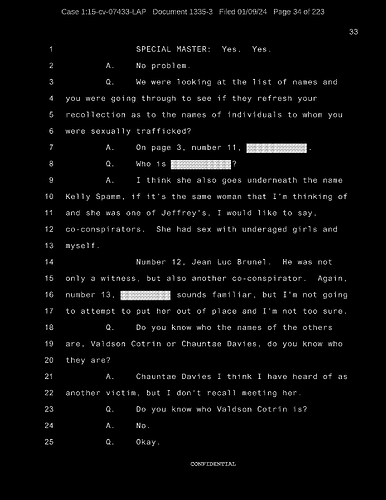 Case 1:15-cv-07433-LAP Document 1335-3 Filed 01/09/24 Page 34 of 223
33
1 SPECIAL MASTER: Yes. Yes.
2 A. No problem.
3 Q. We were looking at the list of names and
4 you were going through to see if they refresh your
5 recollection as to the names of individuals to whom you
6 were sexually trafficked?
7 A. On page 3, number 11, .
8 Q. Who is ?
9 A. I think she also goes underneath the name
10 Kelly Spamm, if it's the same woman that I'm thinking of
11 and she was one of Jeffrey's, I would like to say,
12 co-conspirators. She had sex with underaged girls and
13 myself.
14 Number 12, Jean Luc Brunel. He was not
15 only a witness, but also another co-conspirator. Again,
16 number 13, sounds familiar, but I'm not going
17 to attempt to put her out of place and I'm not too sure.
18 Q. Do you know who the names of the others
19 are, Valdson Cotrin or Chauntae Davies, do you know who
20 they are?
21 A. Chauntae Davies I think I have heard of as
22 another victim, but I don't recall meeting her.
23 Q. Do you know who Valdson Cotrin is?
24 A. No.
25 Q. Okay.
CONFIDENTIAL